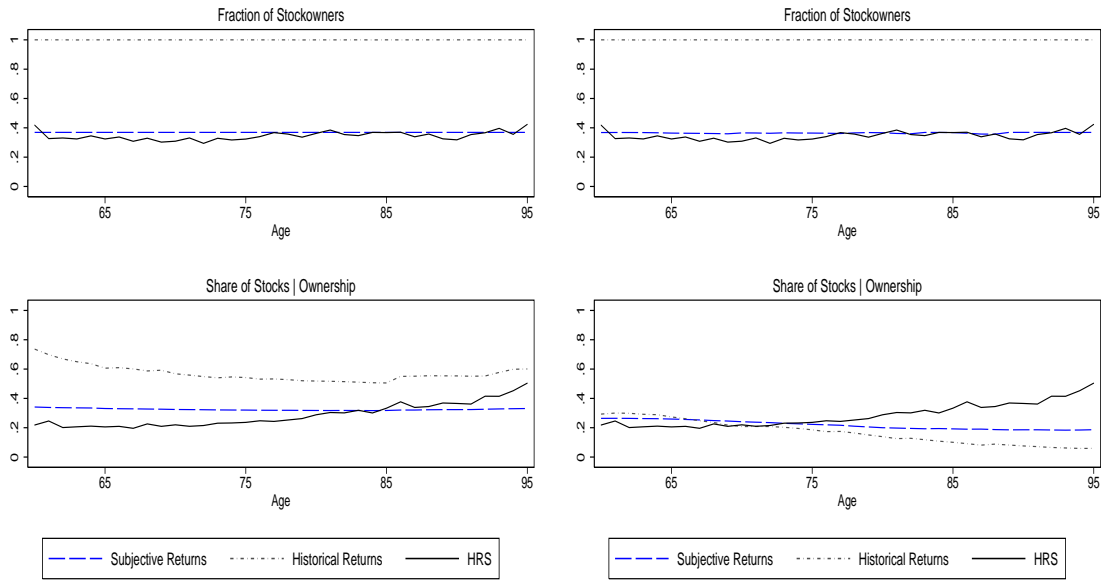 Fraction of Stockowners
1
.8
.6
.4
.2
0
65 75 85 95
Age
Fraction of Stockowners
1
.8
.6
.4
.2
0
65 75 85 95
Age
Share of Stocks | Ownership
1
.8
.6
.4
.2
0
65 75 85 95
Age
Share of Stocks | Ownership
1
.8
.6
.4
.2
0
65 75 85 95
Age
Subjective Returns Historical Returns HRS
Subjective Returns Historical Returns HRS